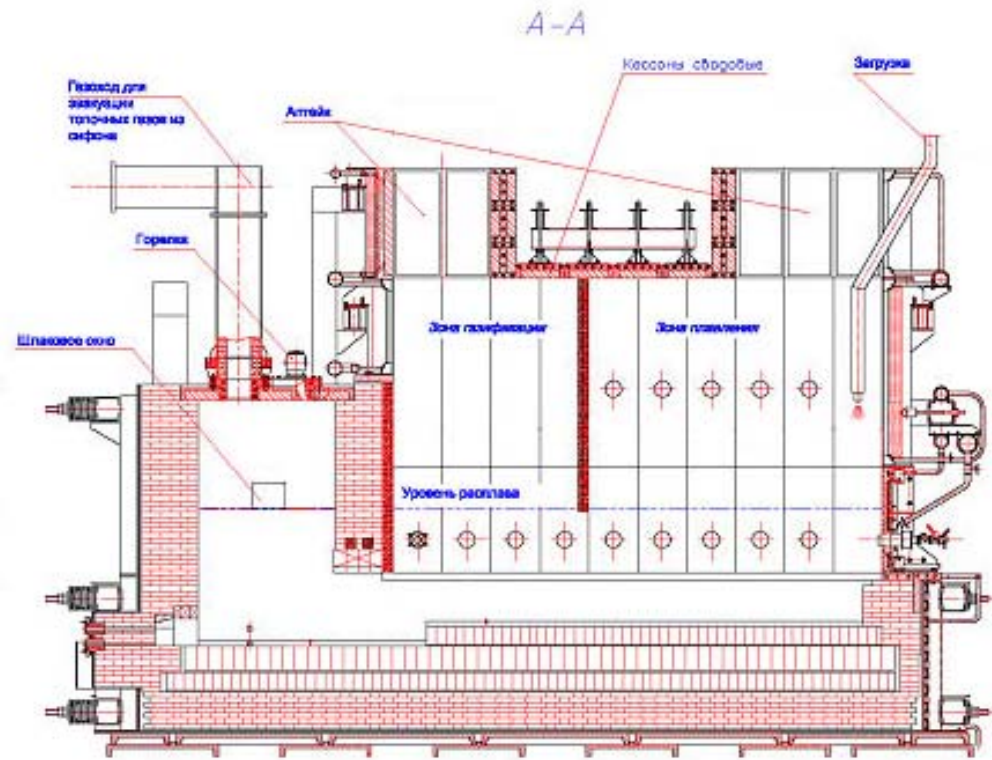 А-А
Газоход для
эвакуации
топочных газов из
сифона
Аптейк
Кессоны сводовые
Загрузка
Горелка
Шлаковое окно
Зона газификации
Зона плавления
Уровень расплава